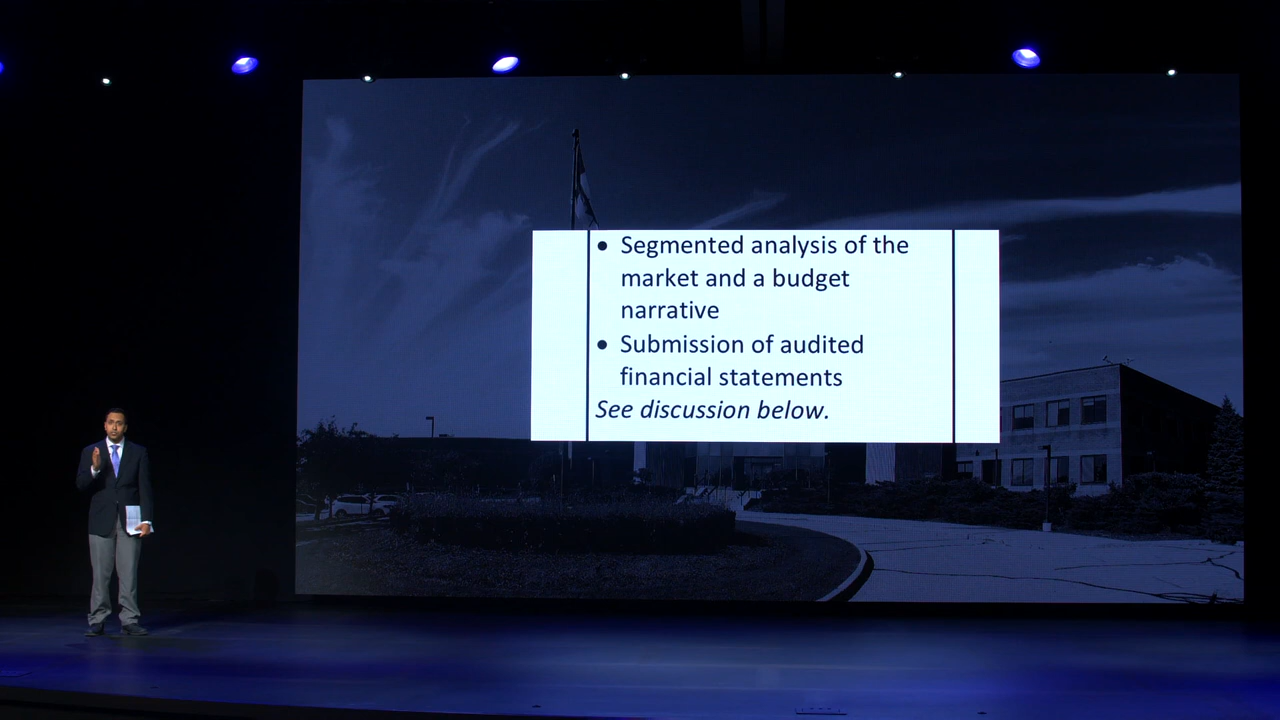 • Segmented analysis of the
market and a budget
narrative
• Submission of audited
financial statements
See discussion below.